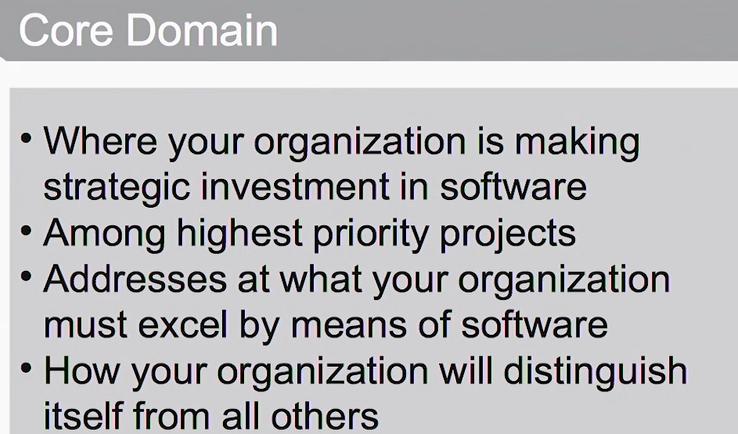 Core Domain
• Where your organization is making
strategic investment in software
• Among highest priority projects
• Addresses at what your organization
must excel by means of software
• How your organization will distinguish
itself from all others